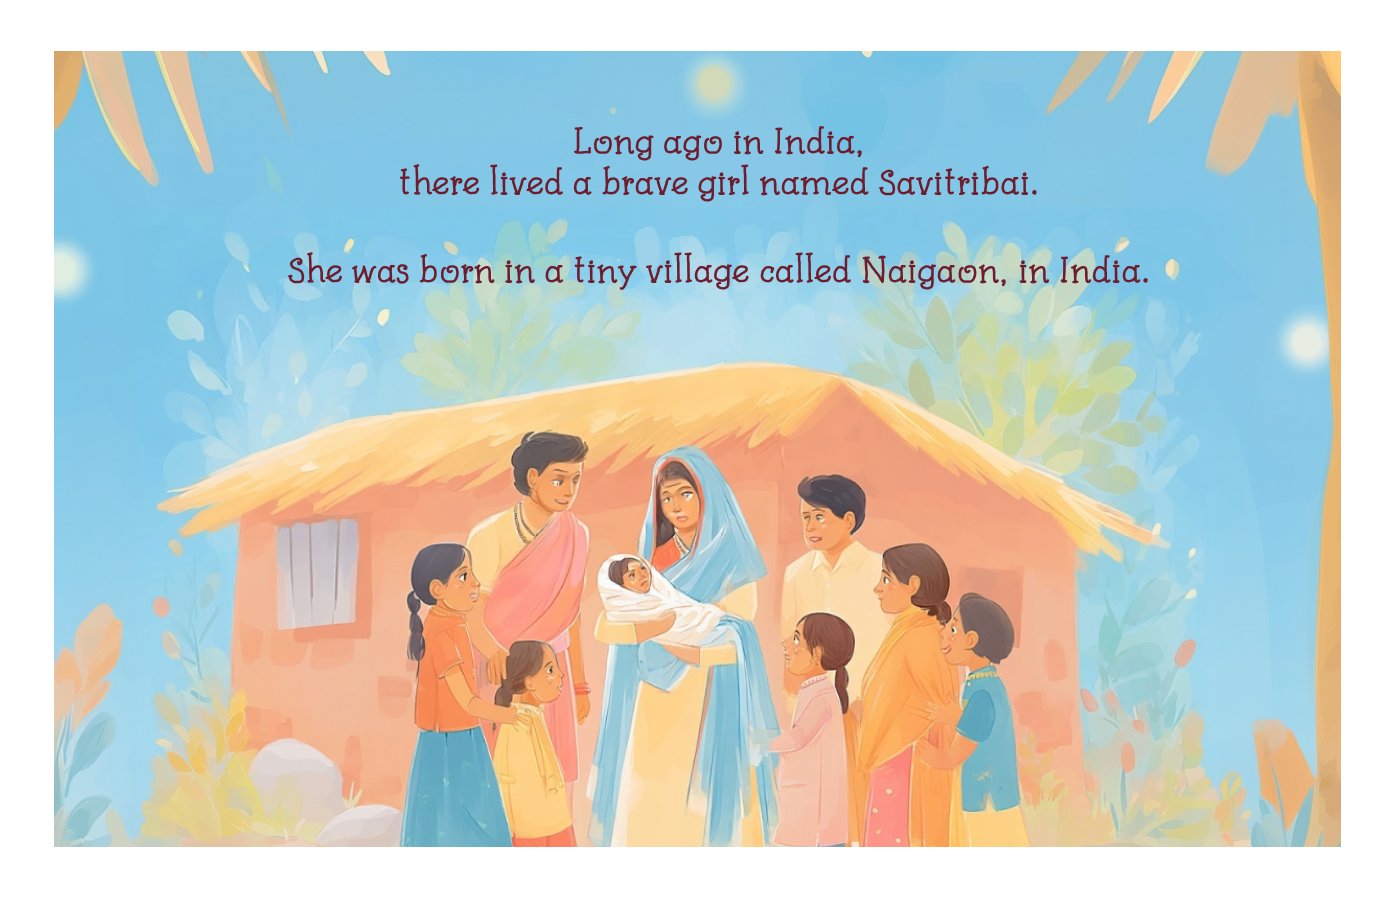 Long ago in India,
there lived a brave girl named Savitribai.
She was born in a tiny village called Naigaon, in India.